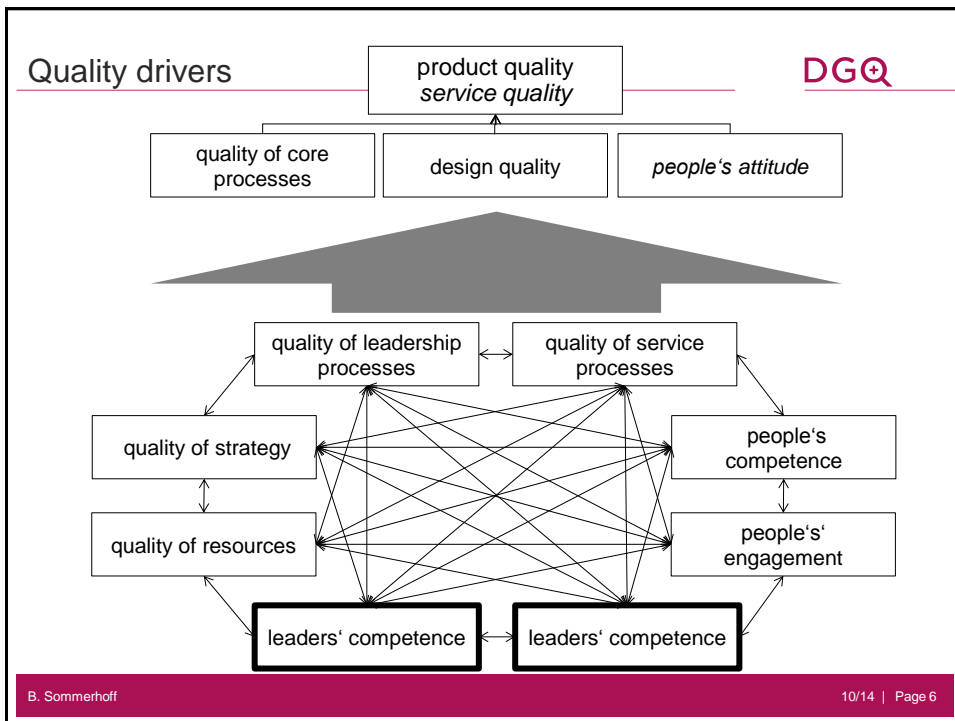 Quality drivers
product quality
service quality
DGQ
quality of core
processes
design quality
people‘s attitude
quality of leadership
processes
quality of service
processes
quality of strategy
people‘s
competence
quality of resources
people‘s‘
engagement
leaders‘ competence
leaders‘ competence
B. Sommerhoff
10/14 | Page 6